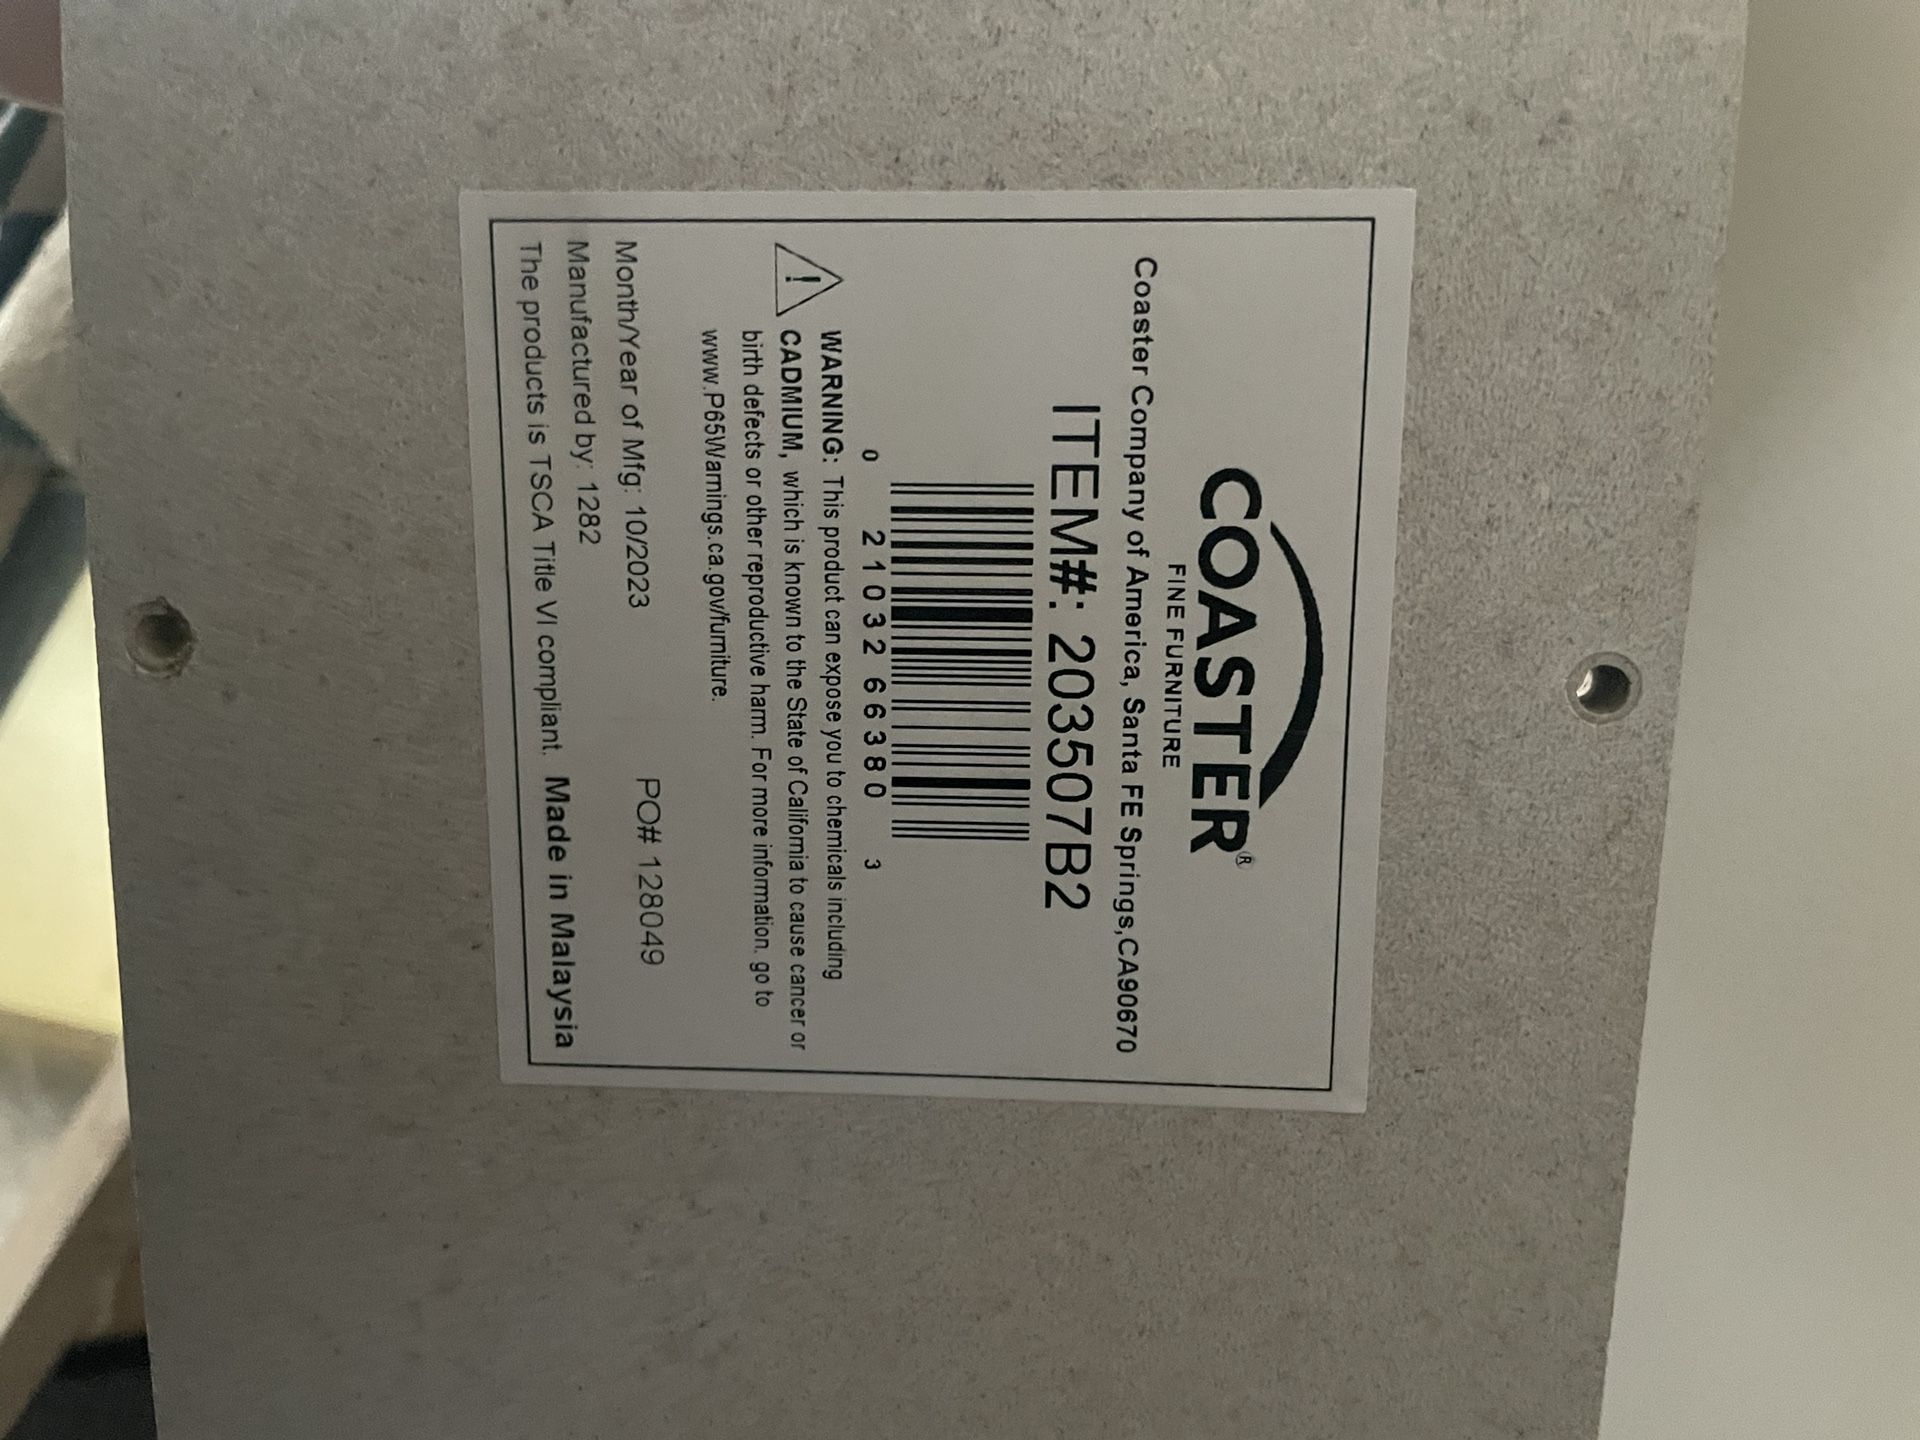 COASTER®
FINE FURNITURE
Coaster Company of America, Santa FE Springs,CA90670
ITEM#: 203507B2
0 21032 66380 3
WARNING: This product can expose you to chemicals including
CADMIUM, which is known to the State of California to cause cancer or
birth defects or other reproductive harm. For more information, go to
www.P65Warnings.ca.gov/furniture.
Month/Year of Mfg: 10/2023 PO# 128049
Manufactured by: 1282
The products is TSCA Title VI compliant. Made in Malaysia